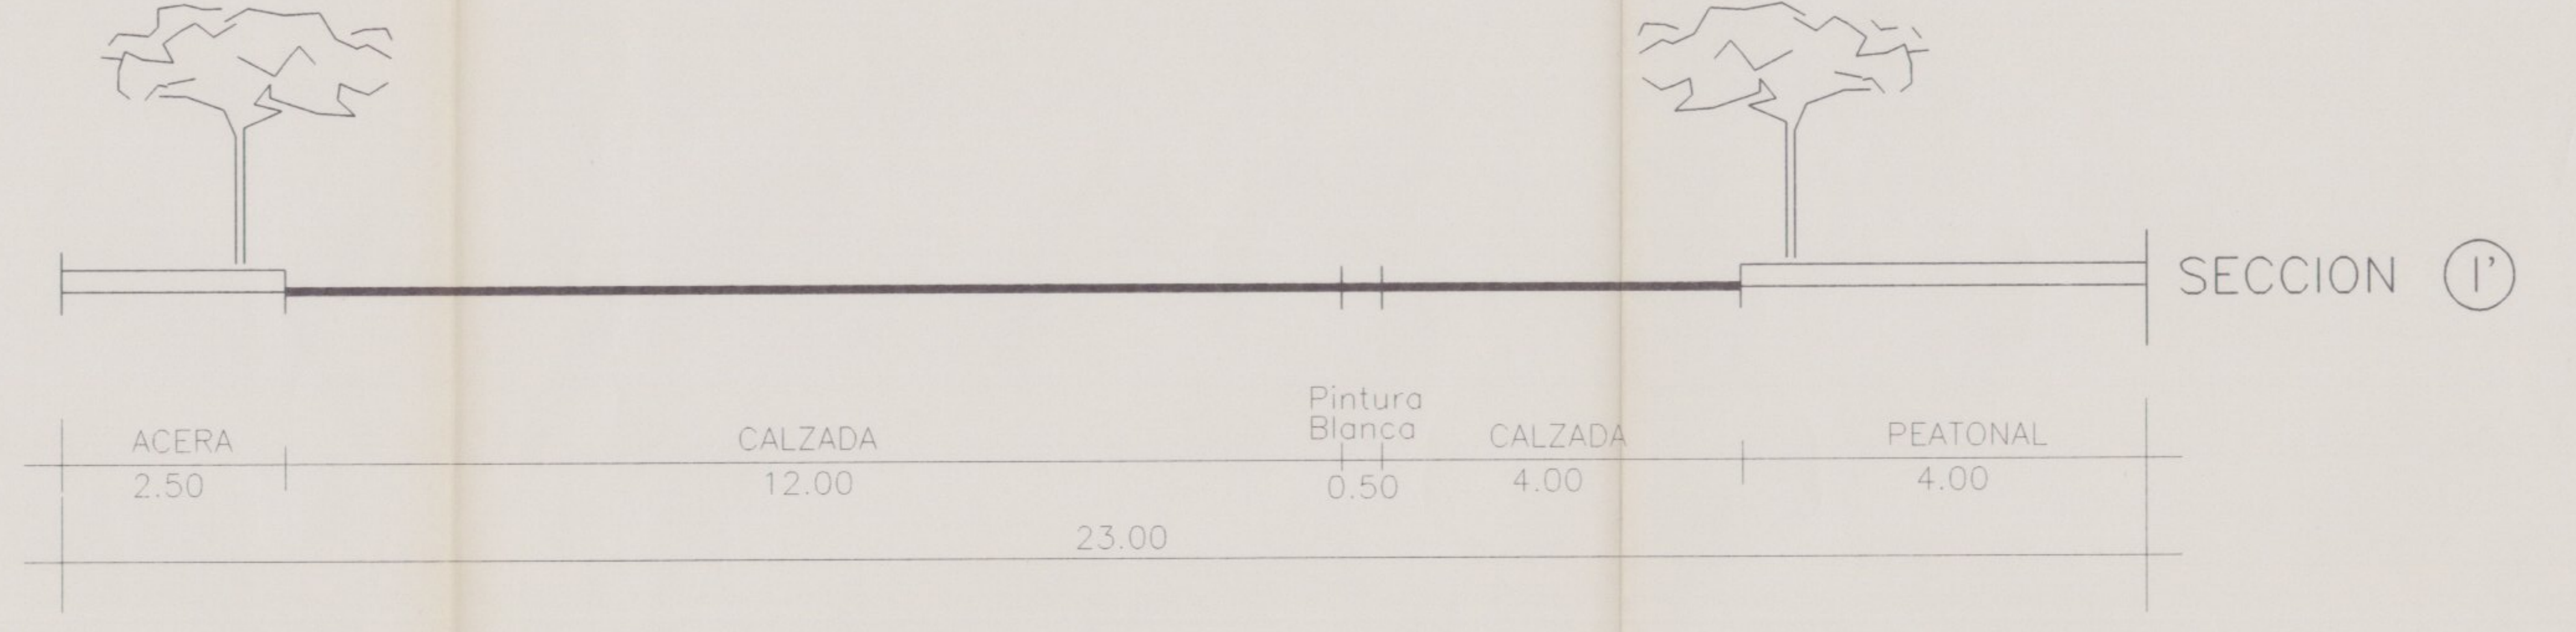 SECCION I'
Pintura
Blanca
ACERA CALZADA CALZADA PEATONAL
2.50 12.00 0.50 4.00 4.00
23.00